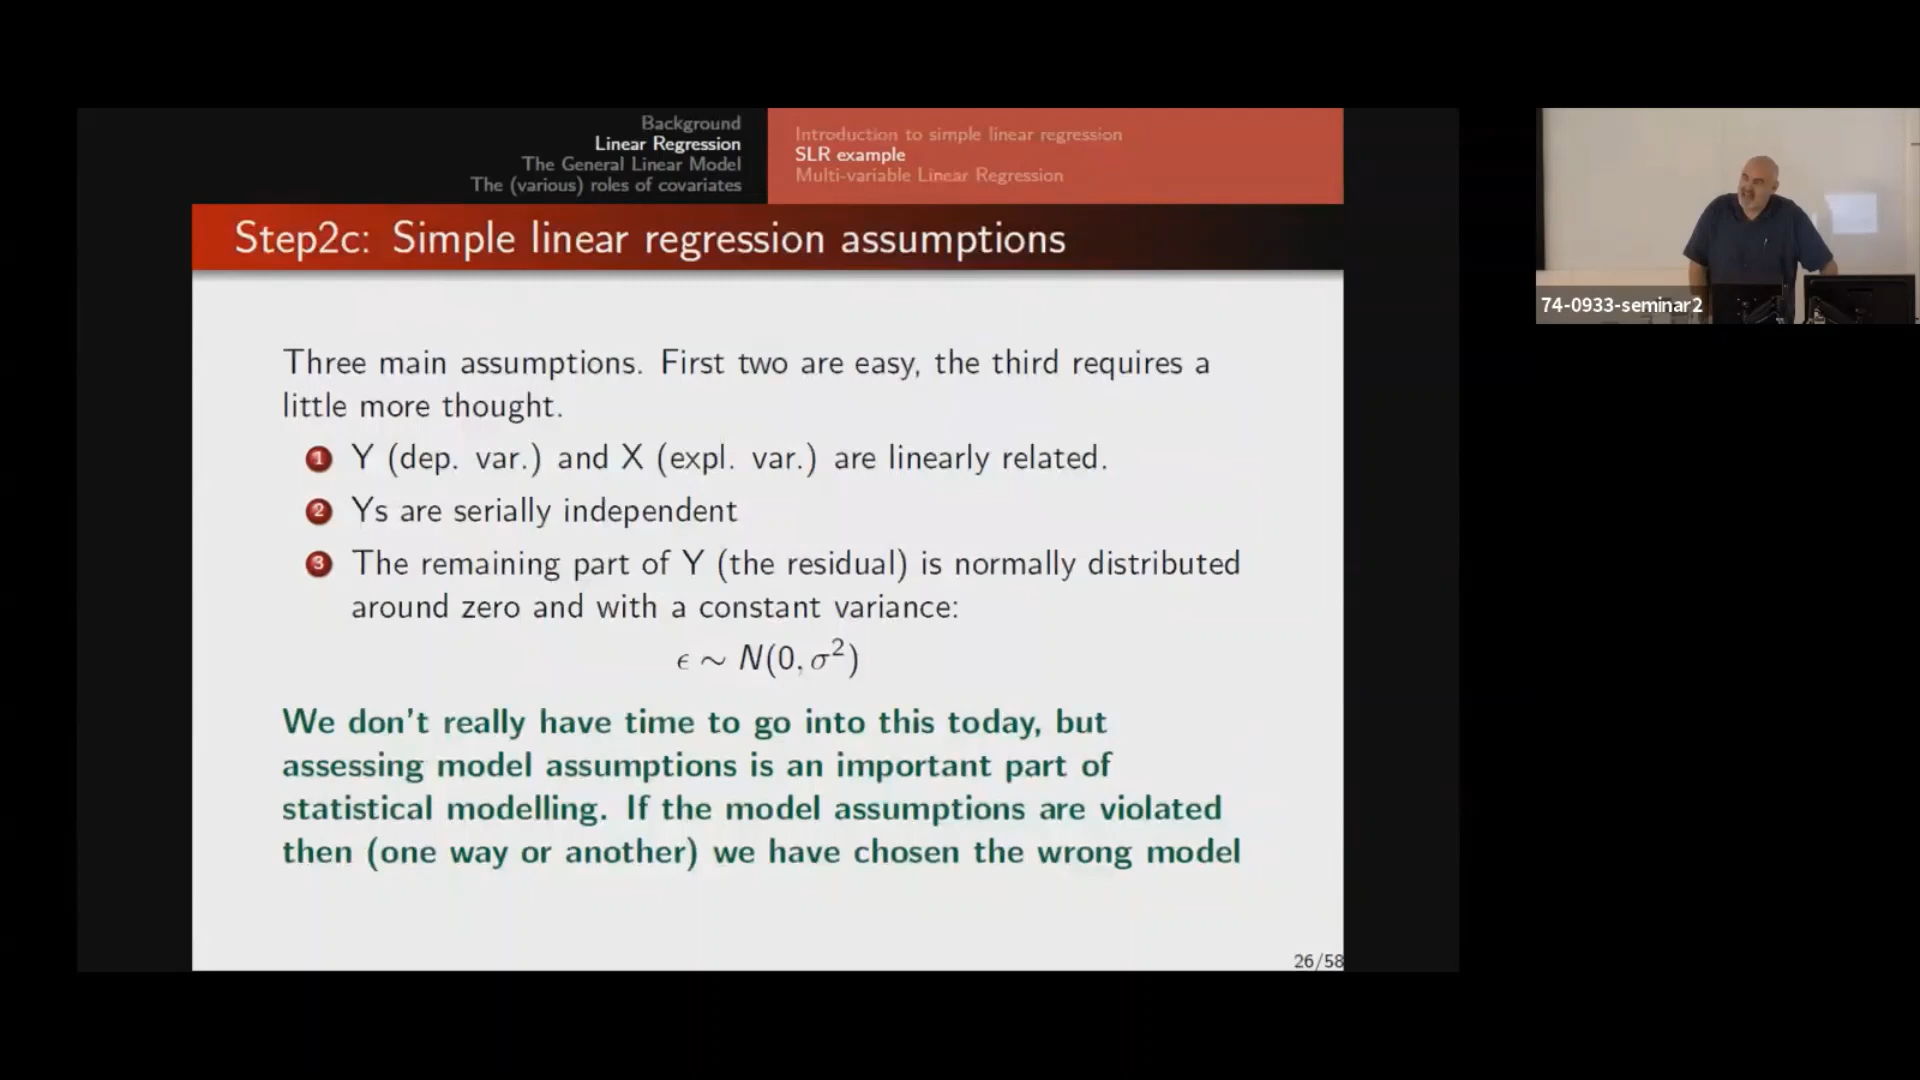 Background
Linear Regression
The General Linear Model
The (various) roles of covariates
Introduction to simple linear regression
SLR example
Multi-variable Linear Regression
Step2c: Simple linear regression assumptions
Three main assumptions. First two are easy, the third requires a
little more thought.
1 Y (dep. var.) and X (expl. var.) are linearly related.
2 Ys are serially independent
3 The remaining part of Y (the residual) is normally distributed
around zero and with a constant variance:
ϵ ∼ N(0, σ²)
We don't really have time to go into this today, but
assessing model assumptions is an important part of
statistical modelling. If the model assumptions are violated
then (one way or another) we have chosen the wrong model
26/58
74-0933-seminar2